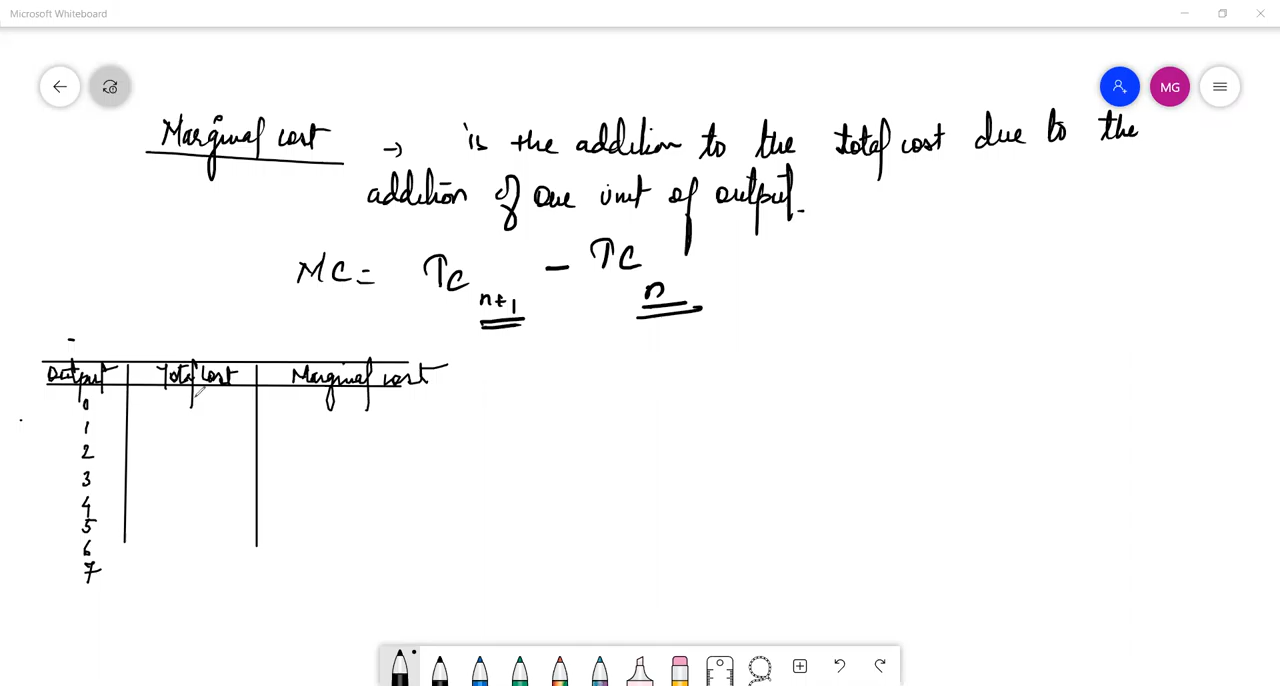 Microsoft Whiteboard
MG
Marginal cost → is the addition to the total cost due to the
addition of one unit of output.
MC = TC n+1 - TC n
Output Total cost Marginal cost
0
1
2
3
4
5
6
7